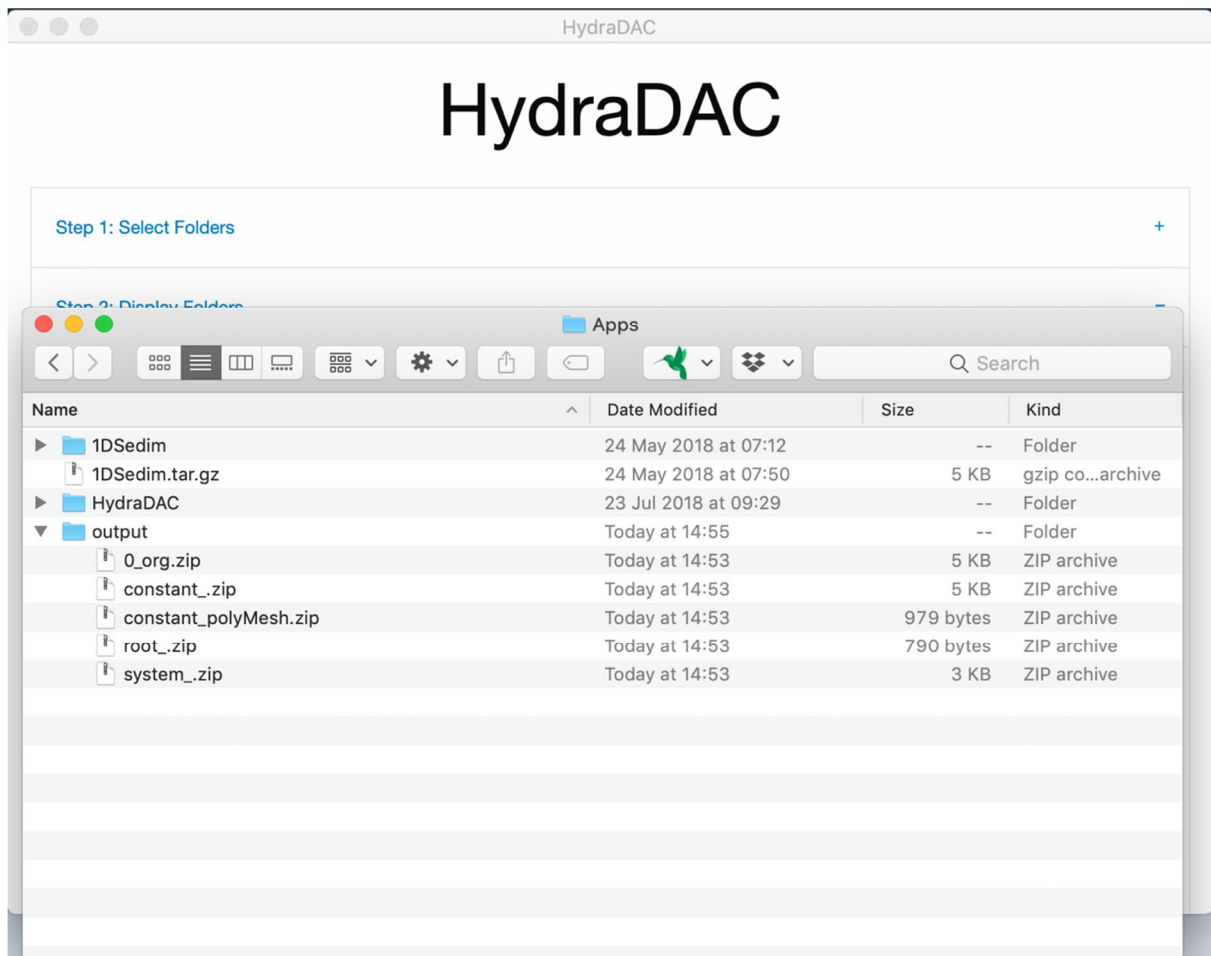 HydraDAC
HydraDAC
Step 1: Select Folders +
Step 2: Display Folders
Apps
Search
Name Date Modified Size Kind
1DSedim 24 May 2018 at 07:12 -- Folder
1DSedim.tar.gz 24 May 2018 at 07:50 5 KB gzip co...archive
HydraDAC 23 Jul 2018 at 09:29 -- Folder
output Today at 14:55 -- Folder
0_org.zip Today at 14:53 5 KB ZIP archive
constant_.zip Today at 14:53 5 KB ZIP archive
constant_polyMesh.zip Today at 14:53 979 bytes ZIP archive
root_.zip Today at 14:53 790 bytes ZIP archive
system_.zip Today at 14:53 3 KB ZIP archive